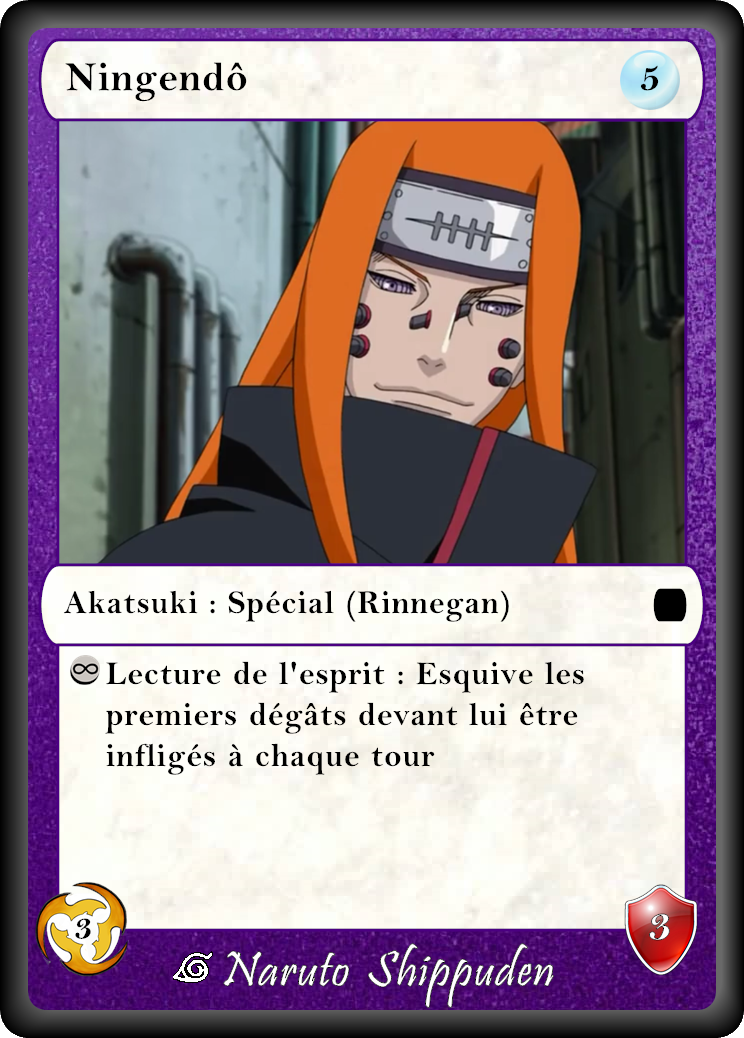 Ningendô
5
Akatsuki : Spécial (Rinnegan)
∞ Lecture de l'esprit : Esquive les
premiers dégâts devant lui être
infligés à chaque tour
3
3
Naruto Shippuden